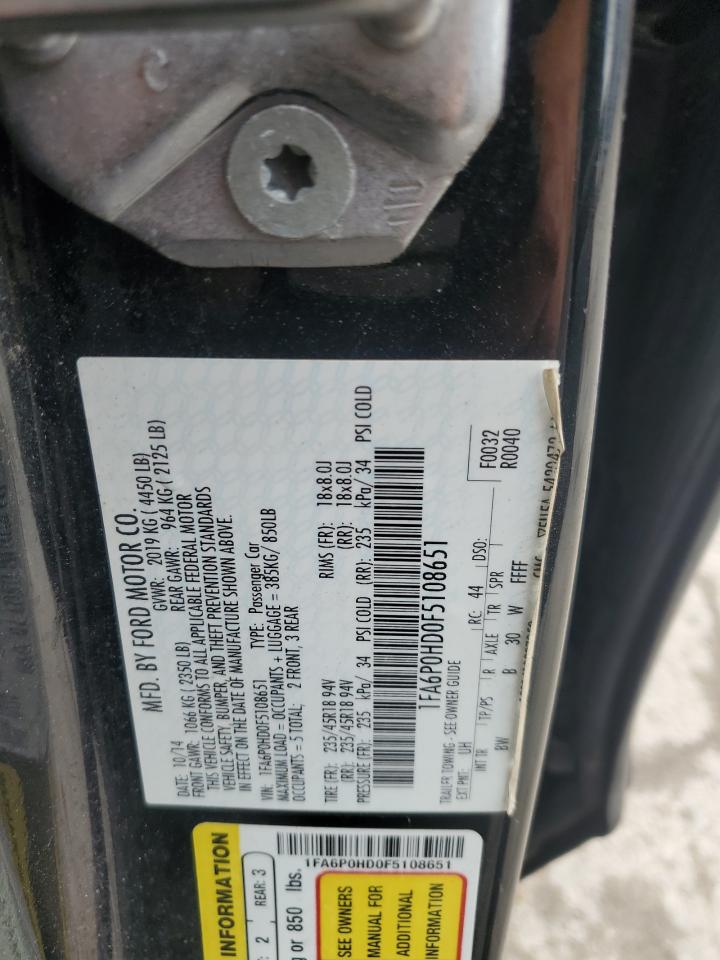 MFD. BY FORD MOTOR CO.
DATE: 10/14 GVWR: 2019 KG ( 4450 LB)
FRONT GAWR: 1066 KG ( 2350 LB) REAR GAWR: 964 KG ( 2125 LB)
THIS VEHICLE CONFORMS TO ALL APPLICABLE FEDERAL MOTOR
VEHICLE SAFETY, BUMPER, AND THEFT PREVENTION STANDARDS
IN EFFECT ON THE DATE OF MANUFACTURE SHOWN ABOVE.
VIN: 1FA6P0HD0F5108651 TYPE: Passenger Car
MAXIMUM LOAD = OCCUPANTS + LUGGAGE = 385KG/ 850LB
OCCUPANTS = 5 TOTAL: 2 FRONT, 3 REAR
TIRE (FR): 235/45R18 94V RIMS (FR): 18x8.0J
(RR): 235/45R18 94V (RR): 18x8.0J
PRESSURE (FR): 235 kPa/ 34 PSI COLD (RR): 235 kPa/ 34 PSI COLD
1FA6P0HD0F5108651
F0032
R0040
TRAILER TOWING - SEE OWNER GUIDE
EXT PNT: UH RC: 44 DSO:
INT TR TP/PS R AXLE TR SPR
BW B 30 W FFFF
INFORMATION
2 REAR: 3
or 850 lbs.
1FA6P0HD0F5108651
SEE OWNERS
MANUAL FOR
ADDITIONAL
INFORMATION